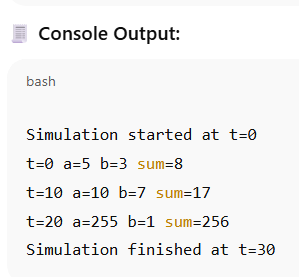 Console Output:
bash
Simulation started at t=0
t=0 a=5 b=3 sum=8
t=10 a=10 b=7 sum=17
t=20 a=255 b=1 sum=256
Simulation finished at t=30